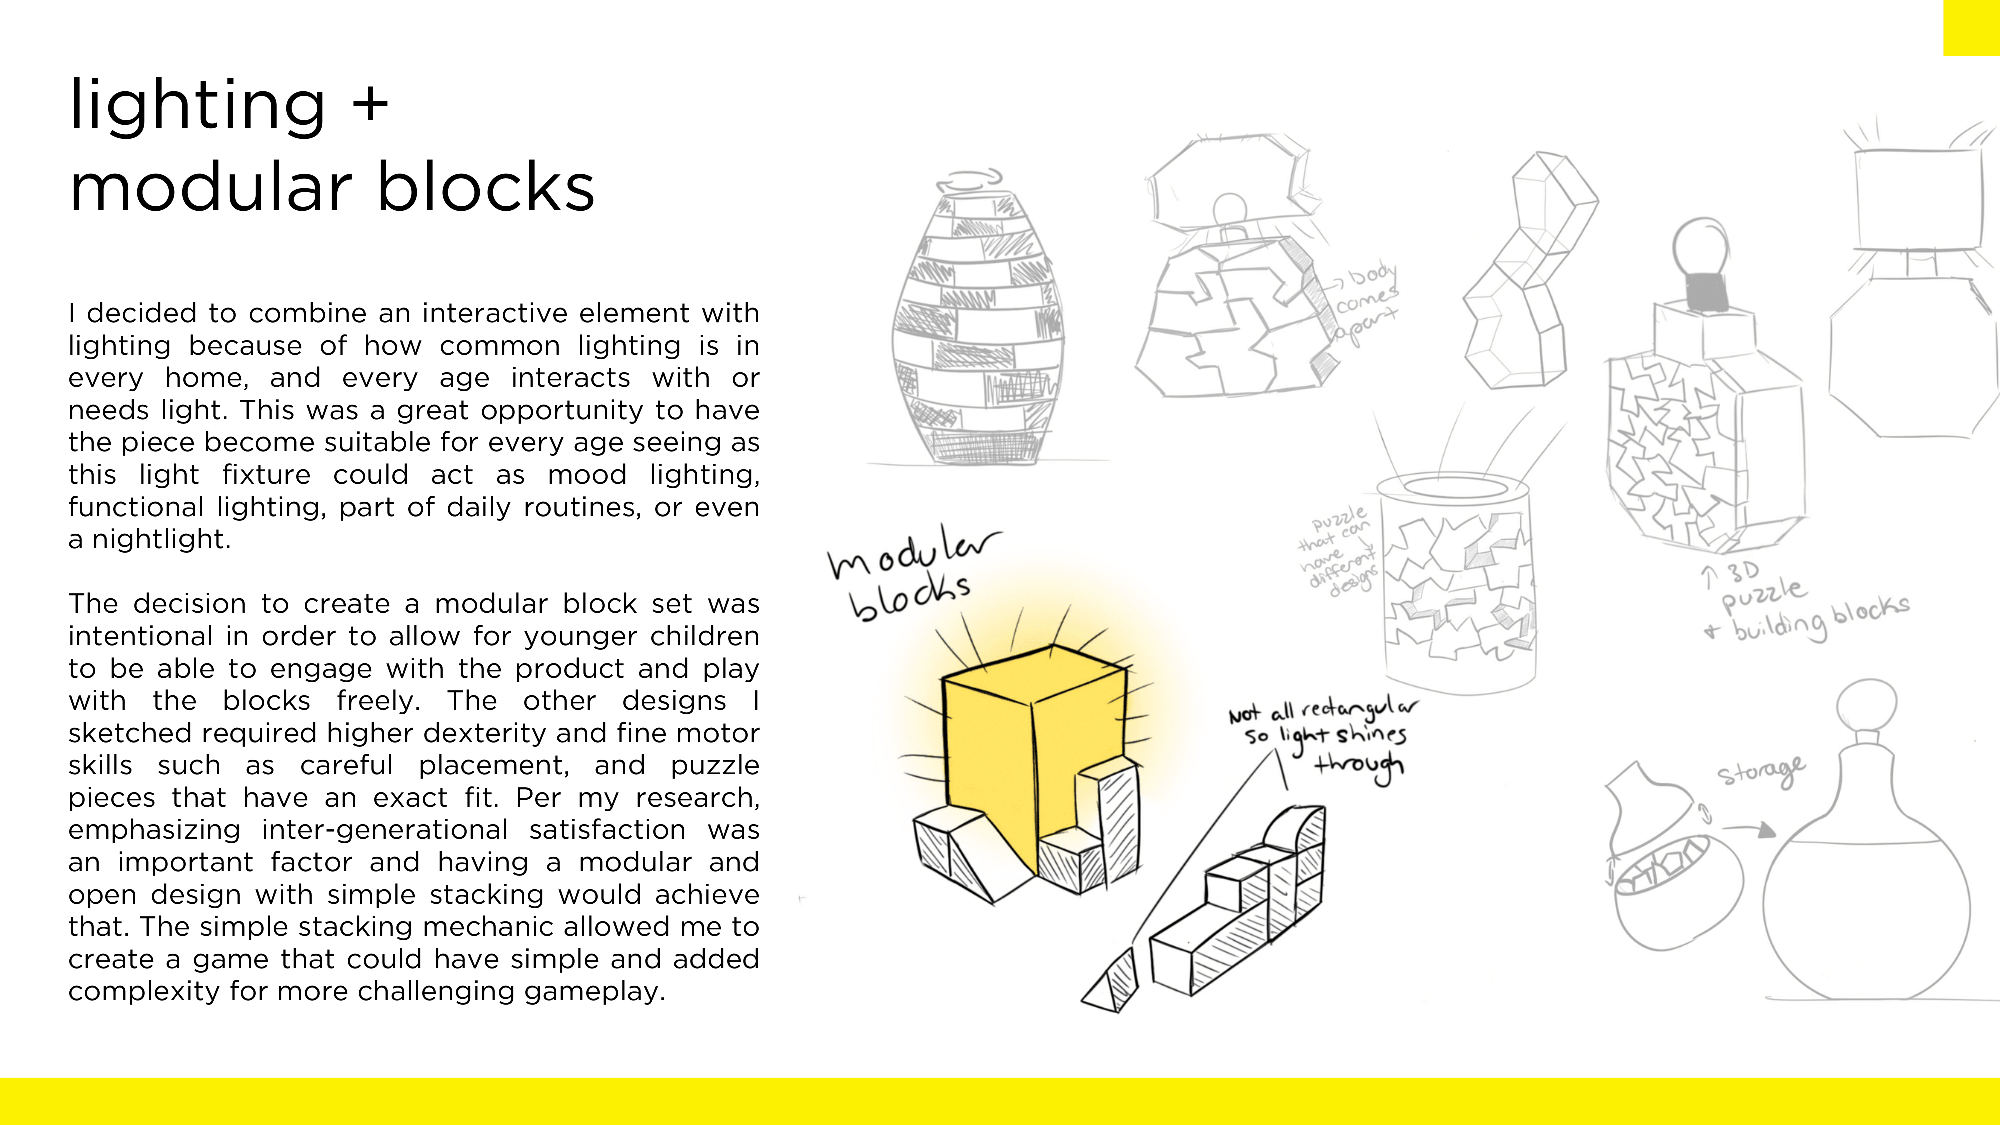 lighting +
modular blocks
I decided to combine an interactive element with
lighting because of how common lighting is in
every home, and every age interacts with or
needs light. This was a great opportunity to have
the piece become suitable for every age seeing as
this light fixture could act as mood lighting,
functional lighting, part of daily routines, or even
a nightlight.
The decision to create a modular block set was
intentional in order to allow for younger children
to be able to engage with the product and play
with the blocks freely. The other designs I
sketched required higher dexterity and fine motor
skills such as careful placement, and puzzle
pieces that have an exact fit. Per my research,
emphasizing inter-generational satisfaction was
an important factor and having a modular and
open design with simple stacking would achieve
that. The simple stacking mechanic allowed me to
create a game that could have simple and added
complexity for more challenging gameplay.
body
comes
apart
puzzle
that can
have
different
designs
3D
puzzle
+ building blocks
modular
blocks
Not all rectangular
so light shines
through
storage